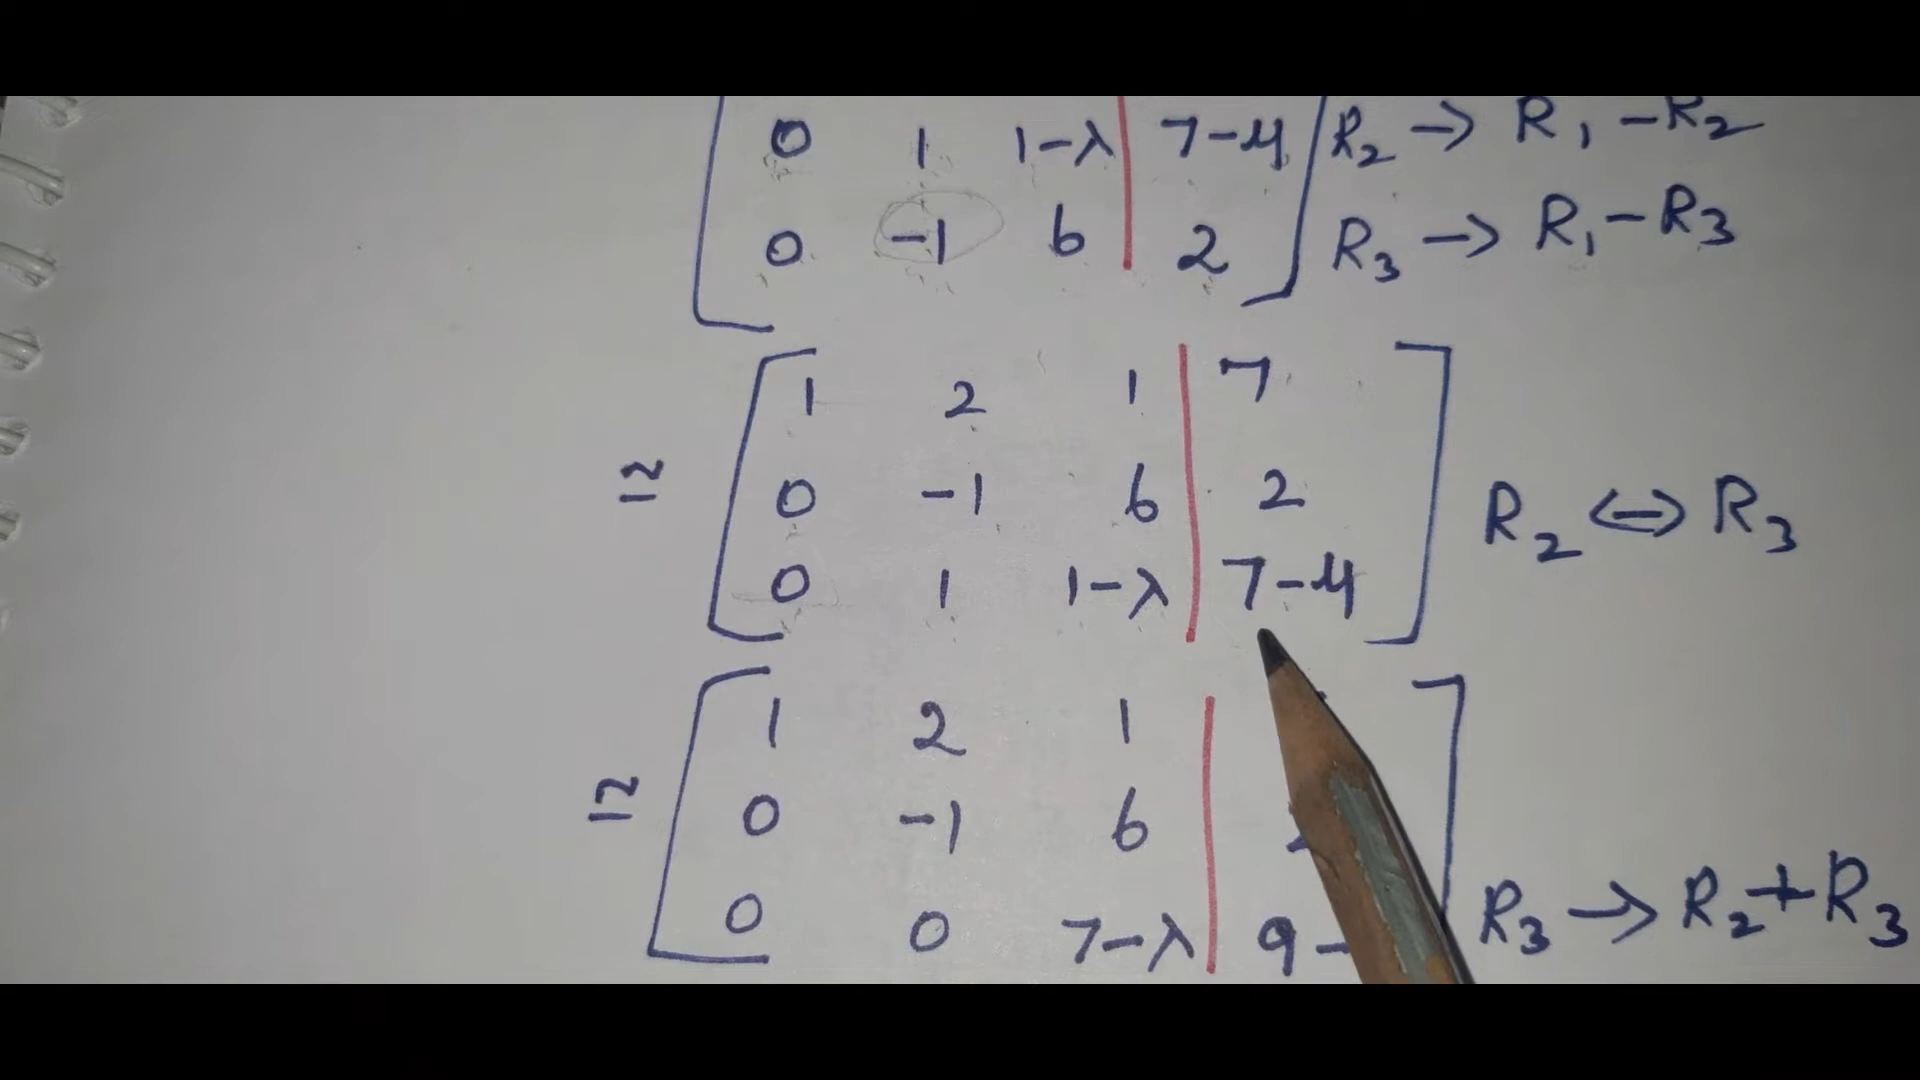 0 1 1-λ 7-μ R₂ → R₁ - R₂
0 -1 6 2 R₃ → R₁ - R₃
1 2 1 7
≃ 0 -1 6 2 R₂ ⇔ R₃
0 1 1-λ 7-μ
1 2 1
≃ 0 -1 6
0 0 7-λ 9- R₃ → R₂ + R₃